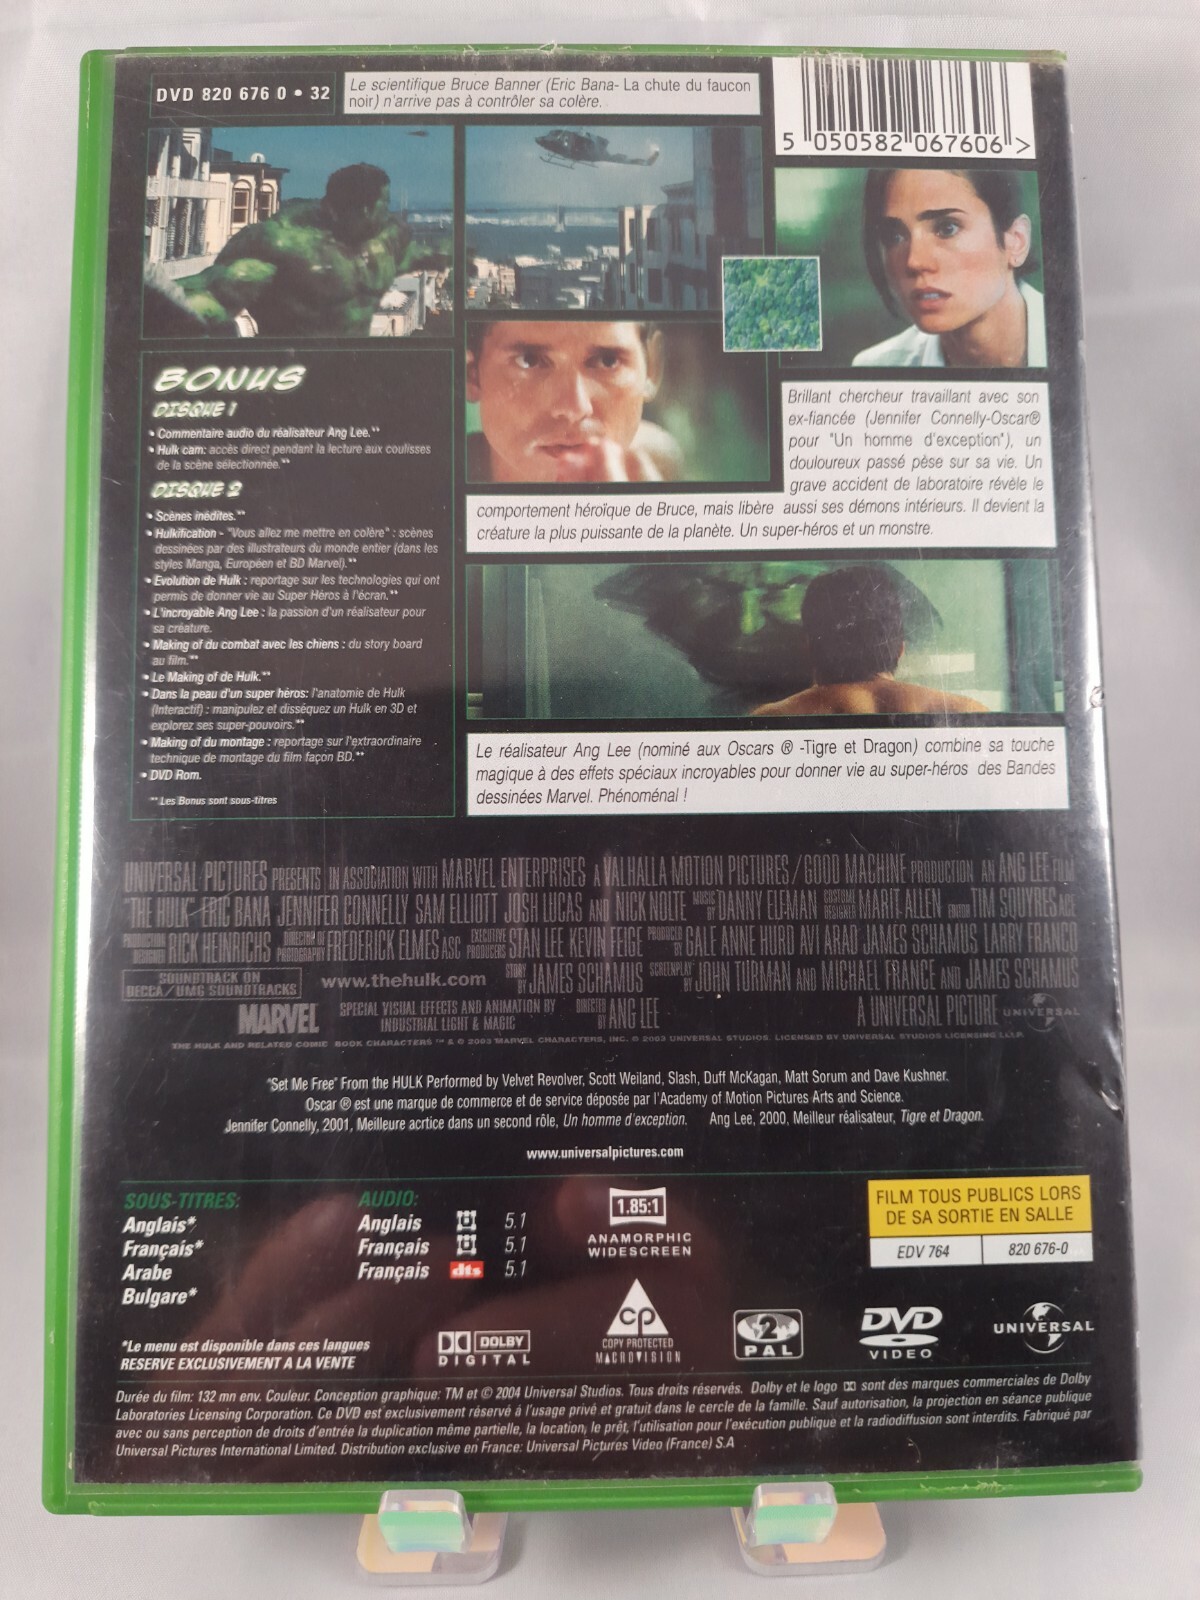 DVD 820 676 0 • 32
Le scientifique Bruce Banner (Eric Bana- La chute du faucon
noir) n'arrive pas à contrôler sa colère.
5 050582 067606 >
BONUS
DISQUE 1
• Commentaire audio du réalisateur Ang Lee.**
• Hulk cam: accès direct pendant la lecture aux coulisses
de la scène sélectionnée.**
DISQUE 2
• Scènes inédites.**
• Hulkification - "Vous allez me mettre en colère" : scènes
dessinées par des illustrateurs du monde entier (dans les
styles Manga, Européen et BD Marvel).**
• Evolution de Hulk : reportage sur les technologies qui ont
permis de donner vie au Super Héros à l'écran.**
• L'incroyable Ang Lee : la passion d'un réalisateur pour
sa créature.
• Making of du combat avec les chiens : du story board
au film.**
• Le Making of de Hulk.**
• Dans la peau d'un super héros: l'anatomie de Hulk
(Interactif) : manipulez et disséquez un Hulk en 3D et
explorez ses super-pouvoirs.**
• Making of du montage : reportage sur l'extraordinaire
technique de montage du film façon BD.**
• DVD Rom.
** Les Bonus sont sous-titres
Brillant chercheur travaillant avec son
ex-fiancée (Jennifer Connelly-Oscar®
pour "Un homme d'exception"), un
douloureux passé pèse sur sa vie. Un
grave accident de laboratoire révèle le
comportement héroïque de Bruce, mais libère aussi ses démons intérieurs. Il devient la
créature la plus puissante de la planète. Un super-héros et un monstre.
Le réalisateur Ang Lee (nominé aux Oscars ® -Tigre et Dragon) combine sa touche
magique à des effets spéciaux incroyables pour donner vie au super-héros des Bandes
dessinées Marvel. Phénoménal !
UNIVERSAL PICTURES PRESENTS IN ASSOCIATION WITH MARVEL ENTERPRISES A VALHALLA MOTION PICTURES / GOOD MACHINE PRODUCTION AN ANG LEE FILM
"THE HULK" ERIC BANA JENNIFER CONNELLY SAM ELLIOTT JOSH LUCAS AND NICK NOLTE MUSIC BY DANNY ELFMAN COSTUME DESIGNER MARIT ALLEN EDITOR TIM SQUYRES ACE
PRODUCTION DESIGNER RICK HEINRICHS DIRECTOR OF PHOTOGRAPHY FREDERICK ELMES ASC EXECUTIVE PRODUCERS STAN LEE KEVIN FEIGE PRODUCED BY GALE ANNE HURD AVI ARAD JAMES SCHAMUS LARRY FRANCO
SOUNDTRACK ON
DECCA/UMG SOUNDTRACKS
www.thehulk.com
STORY BY JAMES SCHAMUS SCREENPLAY BY JOHN TURMAN AND MICHAEL FRANCE AND JAMES SCHAMUS
MARVEL
SPECIAL VISUAL EFFECTS AND ANIMATION BY
INDUSTRIAL LIGHT & MAGIC
DIRECTED BY ANG LEE
A UNIVERSAL PICTURE
UNIVERSAL
THE HULK AND RELATED COMIC BOOK CHARACTERS ™ & © 2003 MARVEL CHARACTERS, INC. © 2003 UNIVERSAL STUDIOS. LICENSED BY UNIVERSAL STUDIOS LICENSING LLLP.
"Set Me Free" From the HULK Performed by Velvet Revolver, Scott Weiland, Slash, Duff McKagan, Matt Sorum and Dave Kushner.
Oscar ® est une marque de commerce et de service déposée par l'Academy of Motion Pictures Arts and Science.
Jennifer Connelly, 2001, Meilleure acrtice dans un second rôle, Un homme d'exception. Ang Lee, 2000, Meilleur réalisateur, Tigre et Dragon.
www.universalpictures.com
SOUS-TITRES:
Anglais*
Français*
Arabe
Bulgare*
*Le menu est disponible dans ces langues
RESERVE EXCLUSIVEMENT A LA VENTE
AUDIO:
Anglais 5.1
Français 5.1
Français dts 5.1
1.85:1
ANAMORPHIC
WIDESCREEN
FILM TOUS PUBLICS LORS
DE SA SORTIE EN SALLE
EDV 764
820 676-0
DOLBY
DIGITAL
CP
COPY PROTECTED
MACROVISION
2
PAL
DVD
VIDEO
UNIVERSAL
Durée du film: 132 mn env. Couleur. Conception graphique: TM et © 2004 Universal Studios. Tous droits réservés. Dolby et le logo sont des marques commerciales de Dolby
Laboratories Licensing Corporation. Ce DVD est exclusivement réservé à l'usage privé et gratuit dans le cercle de la famille. Sauf autorisation, la projection en séance publique
avec ou sans perception de droits d'entrée la duplication même partielle, la location, le prêt, l'utilisation pour l'exécution publique et la radiodiffusion sont interdits. Fabriqué par
Universal Pictures International Limited. Distribution exclusive en France: Universal Pictures Video (France) S.A